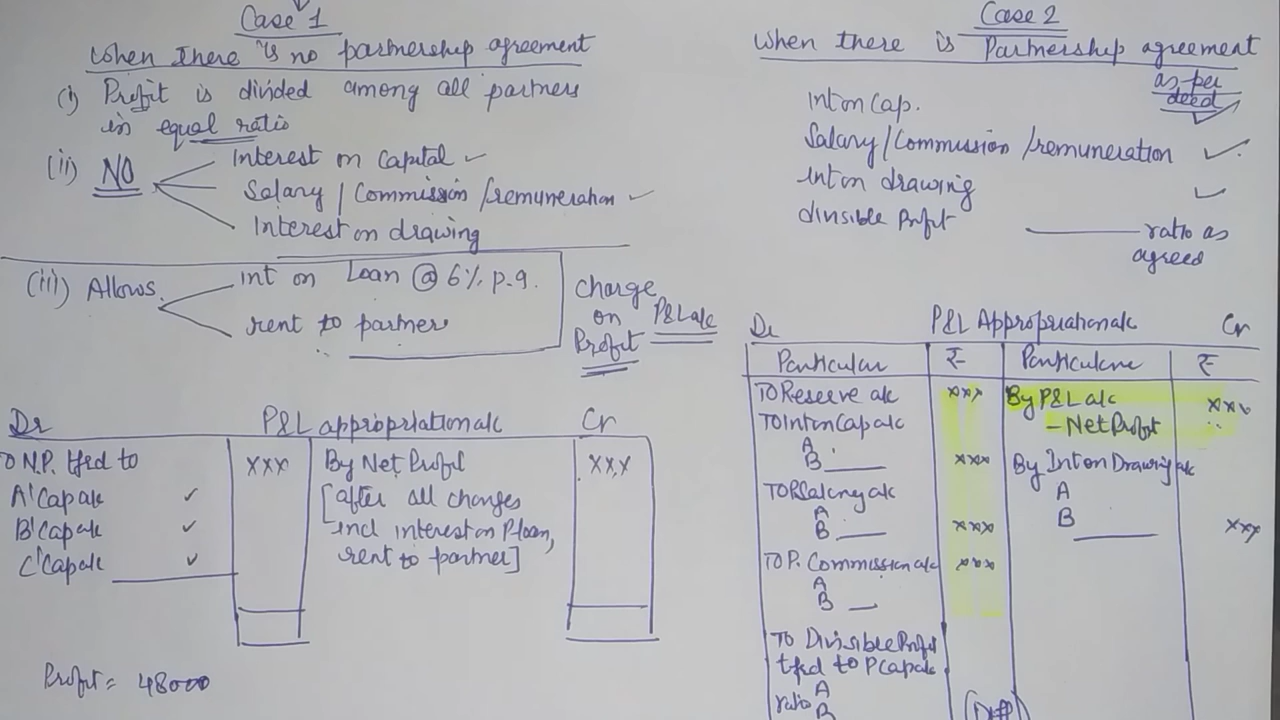 Case 1
When there is no partnership agreement
(i) Profit is divided among all partners
in equal ratio
(ii) NO
Interest on capital ✓
Salary / Commission /remuneration ✓
Interest on drawing
(iii) Allows
int on Loan @ 6% p.a.
rent to partner
charge
on
Profit
P&L a/c
Dr P&L appropriational/c Cr
To N.P. tfed to xxx By Net Profit xxx
A'Cap a/c ✓ [after all charges
B'Cap a/c ✓ incl interest on P.loan,
C'Cap a/c ✓ rent to partner]
Profit = 48000
Case 2
When there is Partnership agreement
as per
deed
Int on Cap.
Salary/Commission /remuneration ✓
Int on drawing ✓
divisible Profit ratio as
agreed
Dr P&L Appropriational/c Cr
Particular ₹ Particular ₹
To Reserve a/c xxx By P&L a/c xxx
To Int on Cap a/c - Net Profit
A
B xxx By Int on Drawing a/c
To P. Salary a/c A
A B xxx
B xxx
To P. Commission a/c xxx
A
B
To Divisible Profit
tfed to P Cap a/c
ratio A
B